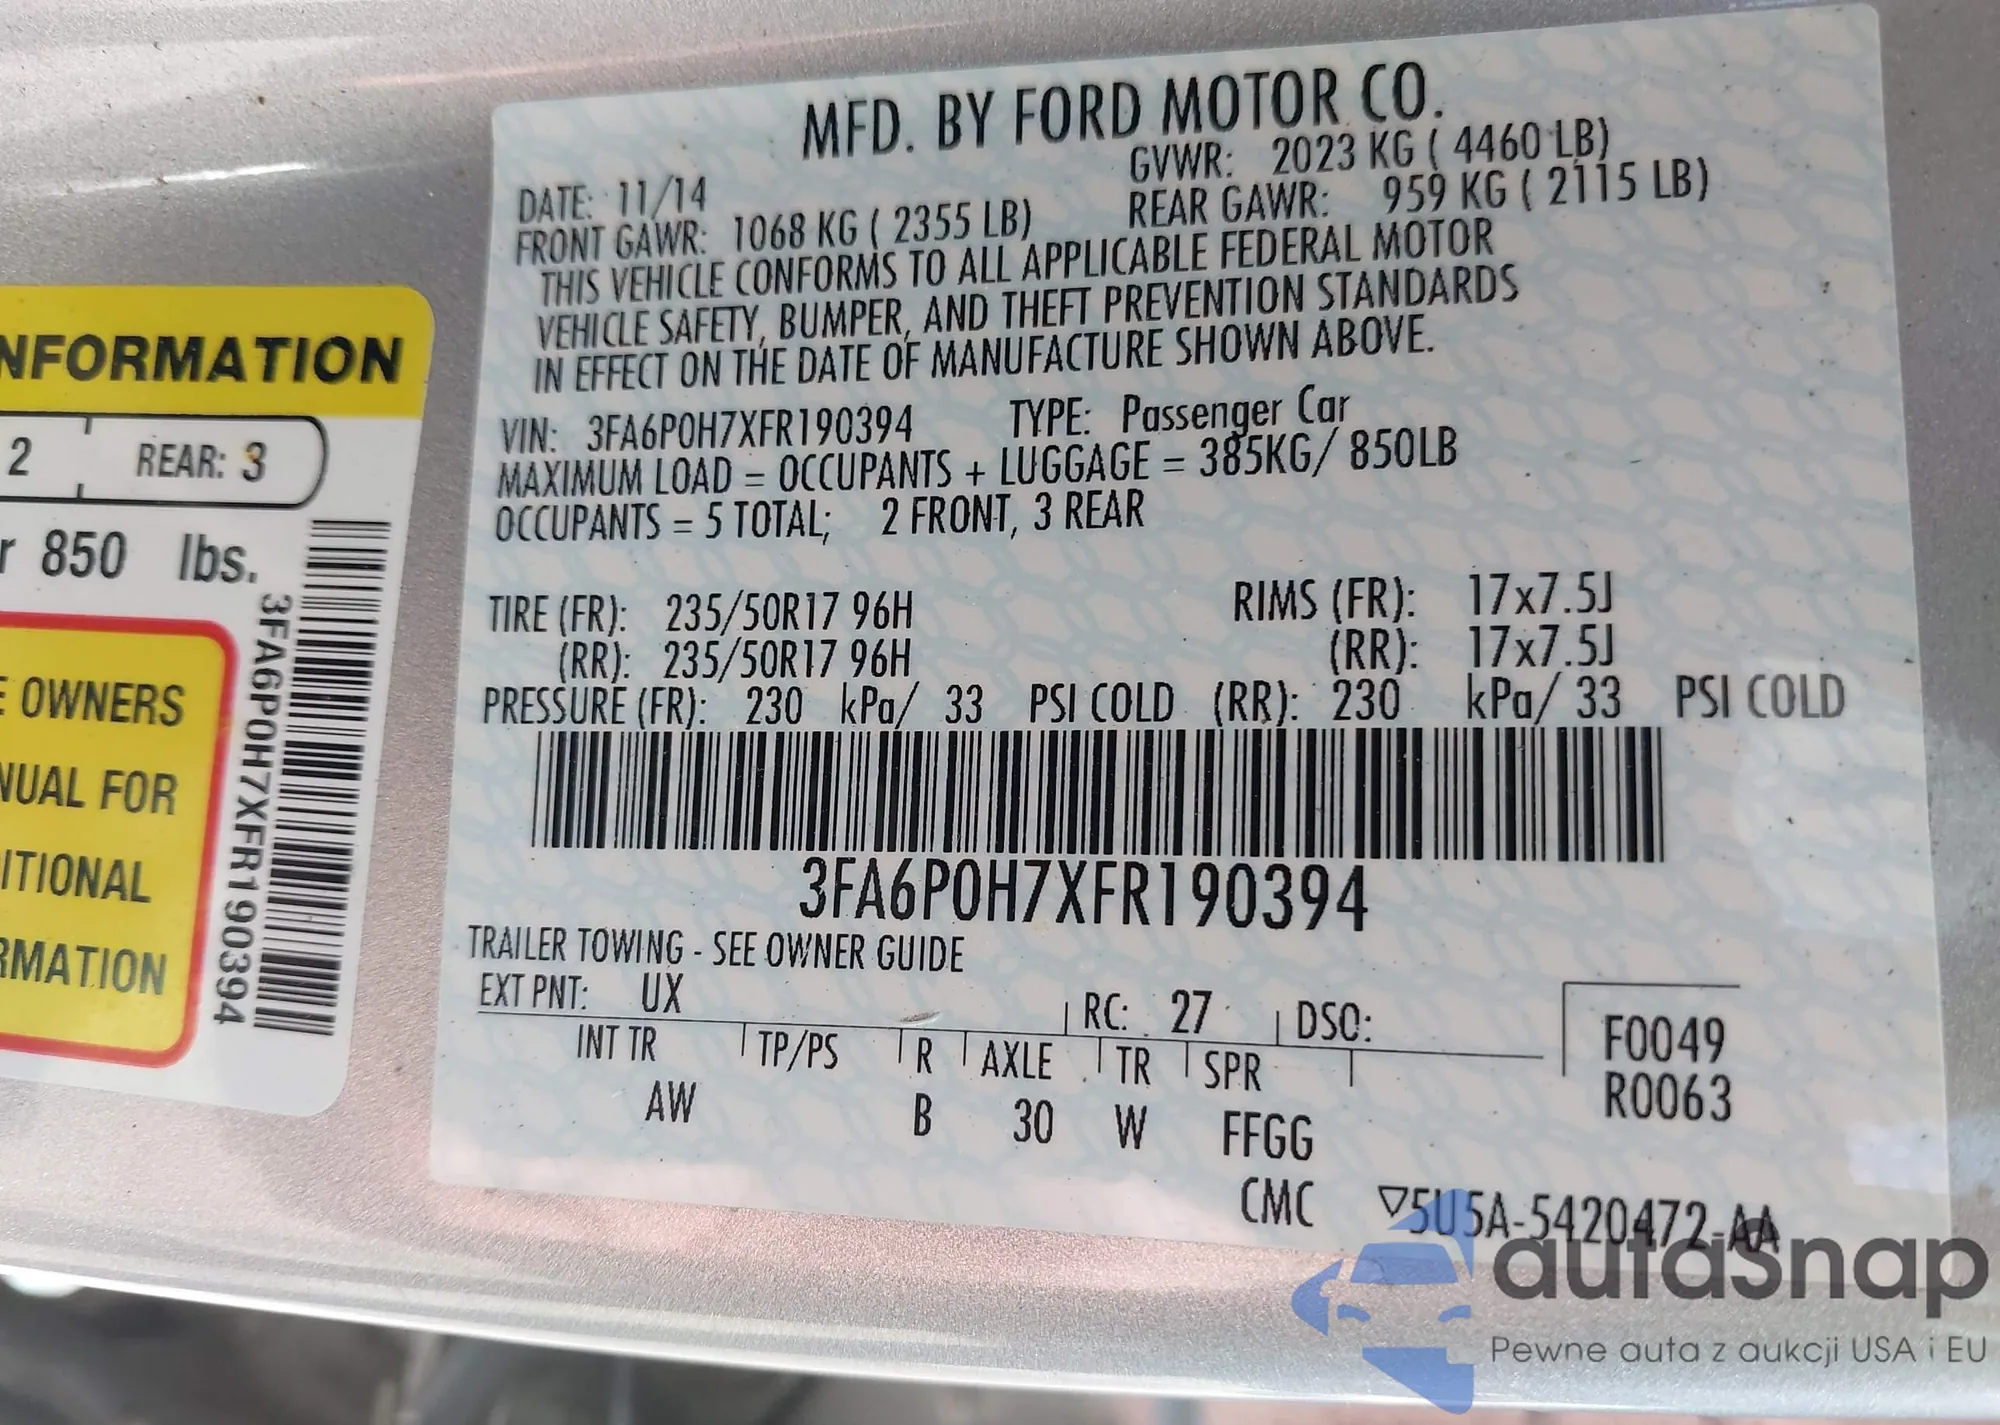 MFD. BY FORD MOTOR CO.
DATE: 11/14
GVWR: 2023 KG ( 4460 LB)
FRONT GAWR: 1068 KG ( 2355 LB)
REAR GAWR: 959 KG ( 2115 LB)
THIS VEHICLE CONFORMS TO ALL APPLICABLE FEDERAL MOTOR
VEHICLE SAFETY, BUMPER, AND THEFT PREVENTION STANDARDS
IN EFFECT ON THE DATE OF MANUFACTURE SHOWN ABOVE.
VIN: 3FA6P0H7XFR190394 TYPE: Passenger Car
MAXIMUM LOAD = OCCUPANTS + LUGGAGE = 385KG/ 850LB
OCCUPANTS = 5 TOTAL; 2 FRONT, 3 REAR
TIRE (FR): 235/50R17 96H RIMS (FR): 17x7.5J
(RR): 235/50R17 96H (RR): 17x7.5J
PRESSURE (FR): 230 kPa/ 33 PSI COLD (RR): 230 kPa/ 33 PSI COLD
3FA6P0H7XFR190394
TRAILER TOWING - SEE OWNER GUIDE
EXT PNT: UX RC: 27 DSO:
INT TR TP/PS R AXLE TR SPR
AW B 30 W FFGG
F0049
R0063
CMC ▽5U5A-5420472-AA
NFORMATION
2 REAR: 3
r 850 lbs.
3FA6P0H7XFR190394
E OWNERS
NUAL FOR
DITIONAL
RMATION
autasnap
Pewne auta z aukcji USA i EU